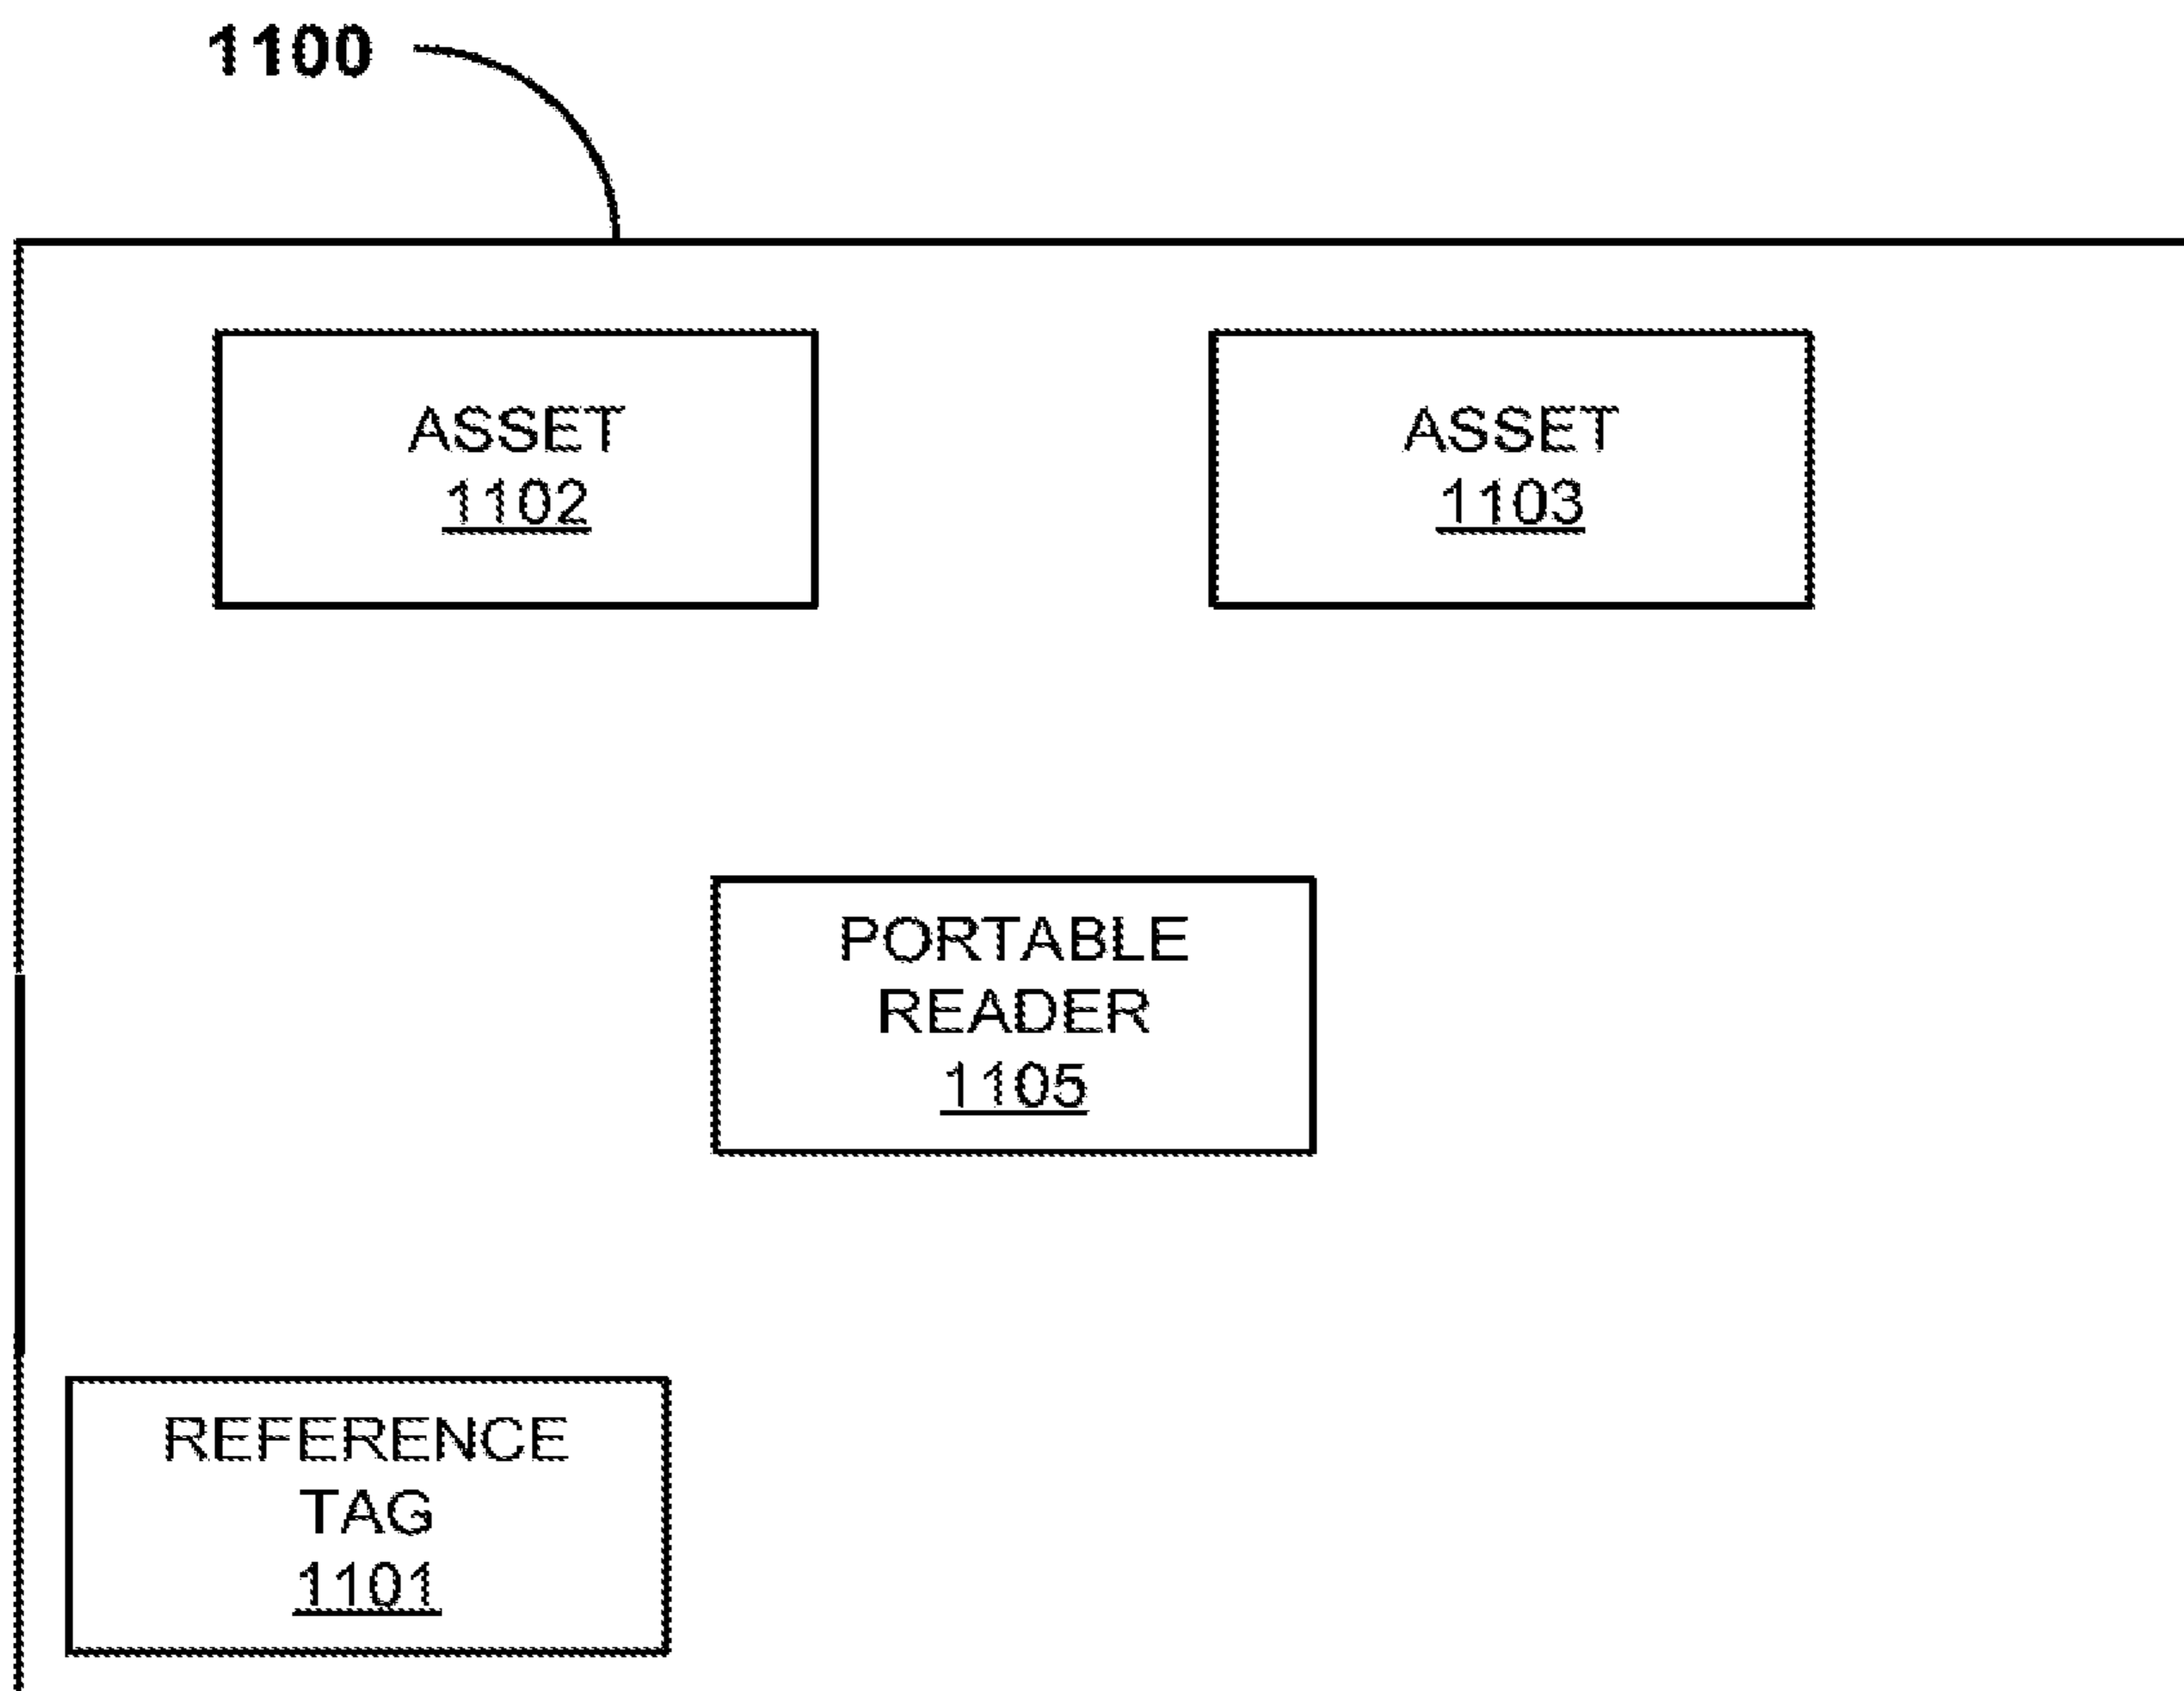 1100
ASSET
1102
ASSET
1103
PORTABLE
READER
1105
REFERENCE
TAG
1101